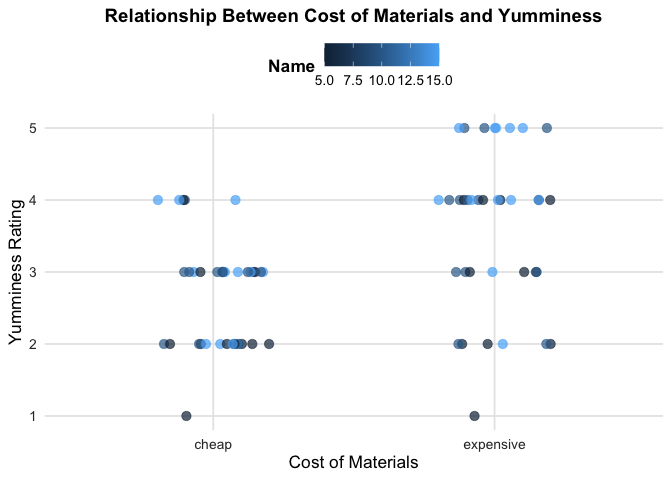 Relationship Between Cost of Materials and Yumminess
Name
5.0 7.5 10.0 12.5 15.0
5
4
3
2
1
Yumminess Rating
cheap expensive
Cost of Materials